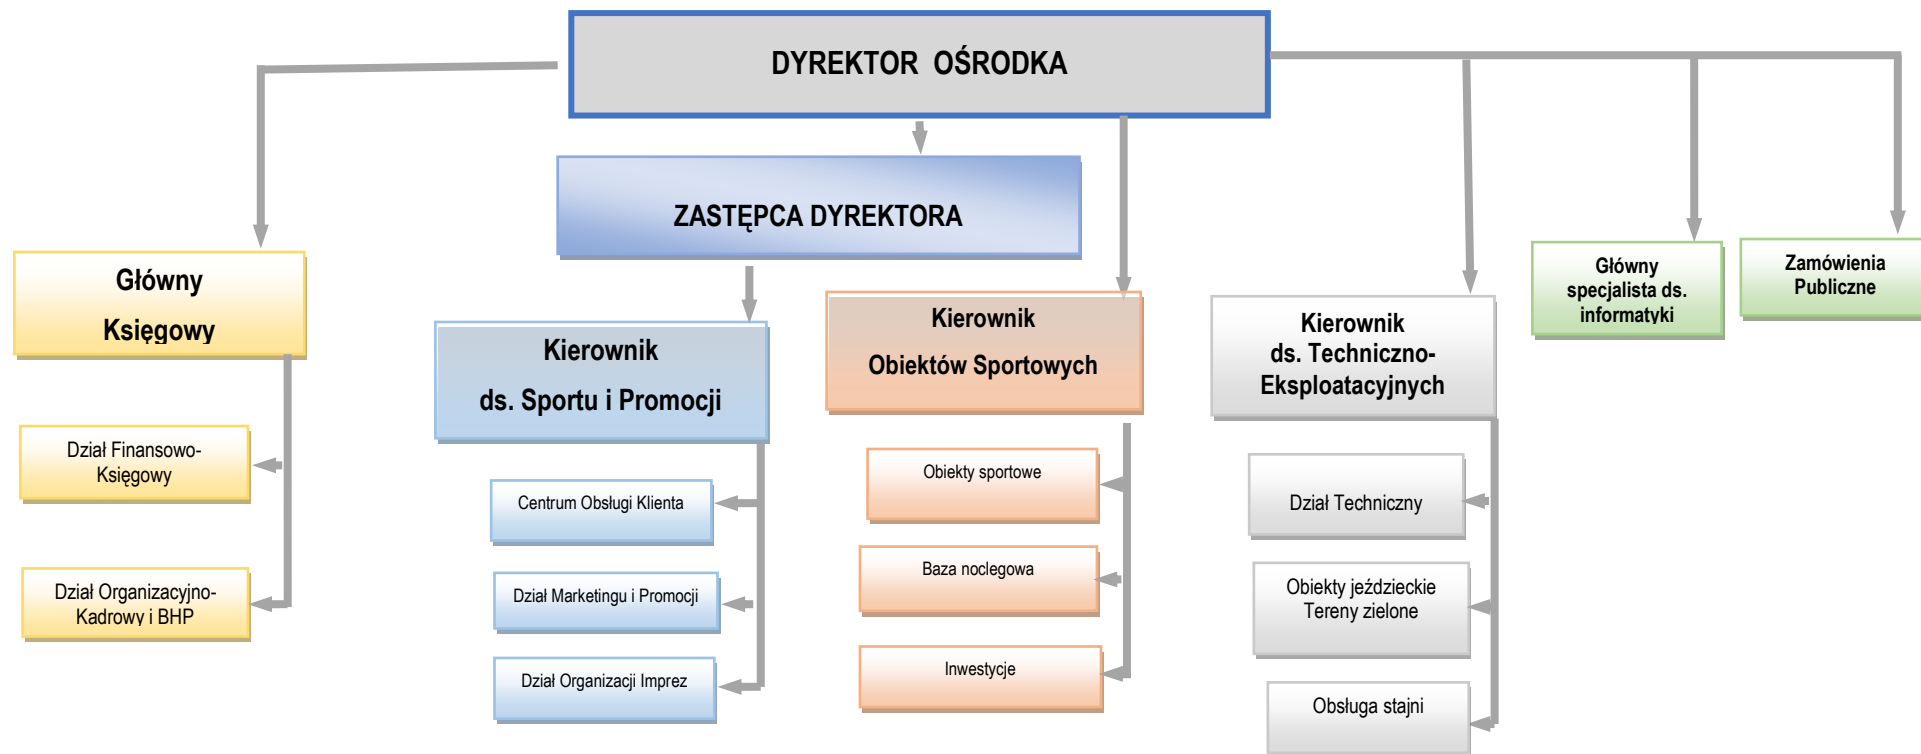 DYREKTOR OŚRODKA
ZASTĘPCA DYREKTORA
Główny
Księgowy
Dział Finansowo-
Księgowy
Dział Organizacyjno-
Kadrowy i BHP
Kierownik
ds. Sportu i Promocji
Centrum Obsługi Klienta
Dział Marketingu i Promocji
Dział Organizacji Imprez
Kierownik
Obiektów Sportowych
Obiekty sportowe
Baza noclegowa
Inwestycje
Kierownik
ds. Techniczno-
Eksploatacyjnych
Dział Techniczny
Obiekty jeździeckie
Tereny zielone
Obsługa stajni
Główny
specjalista ds.
informatyki
Zamówienia
Publiczne